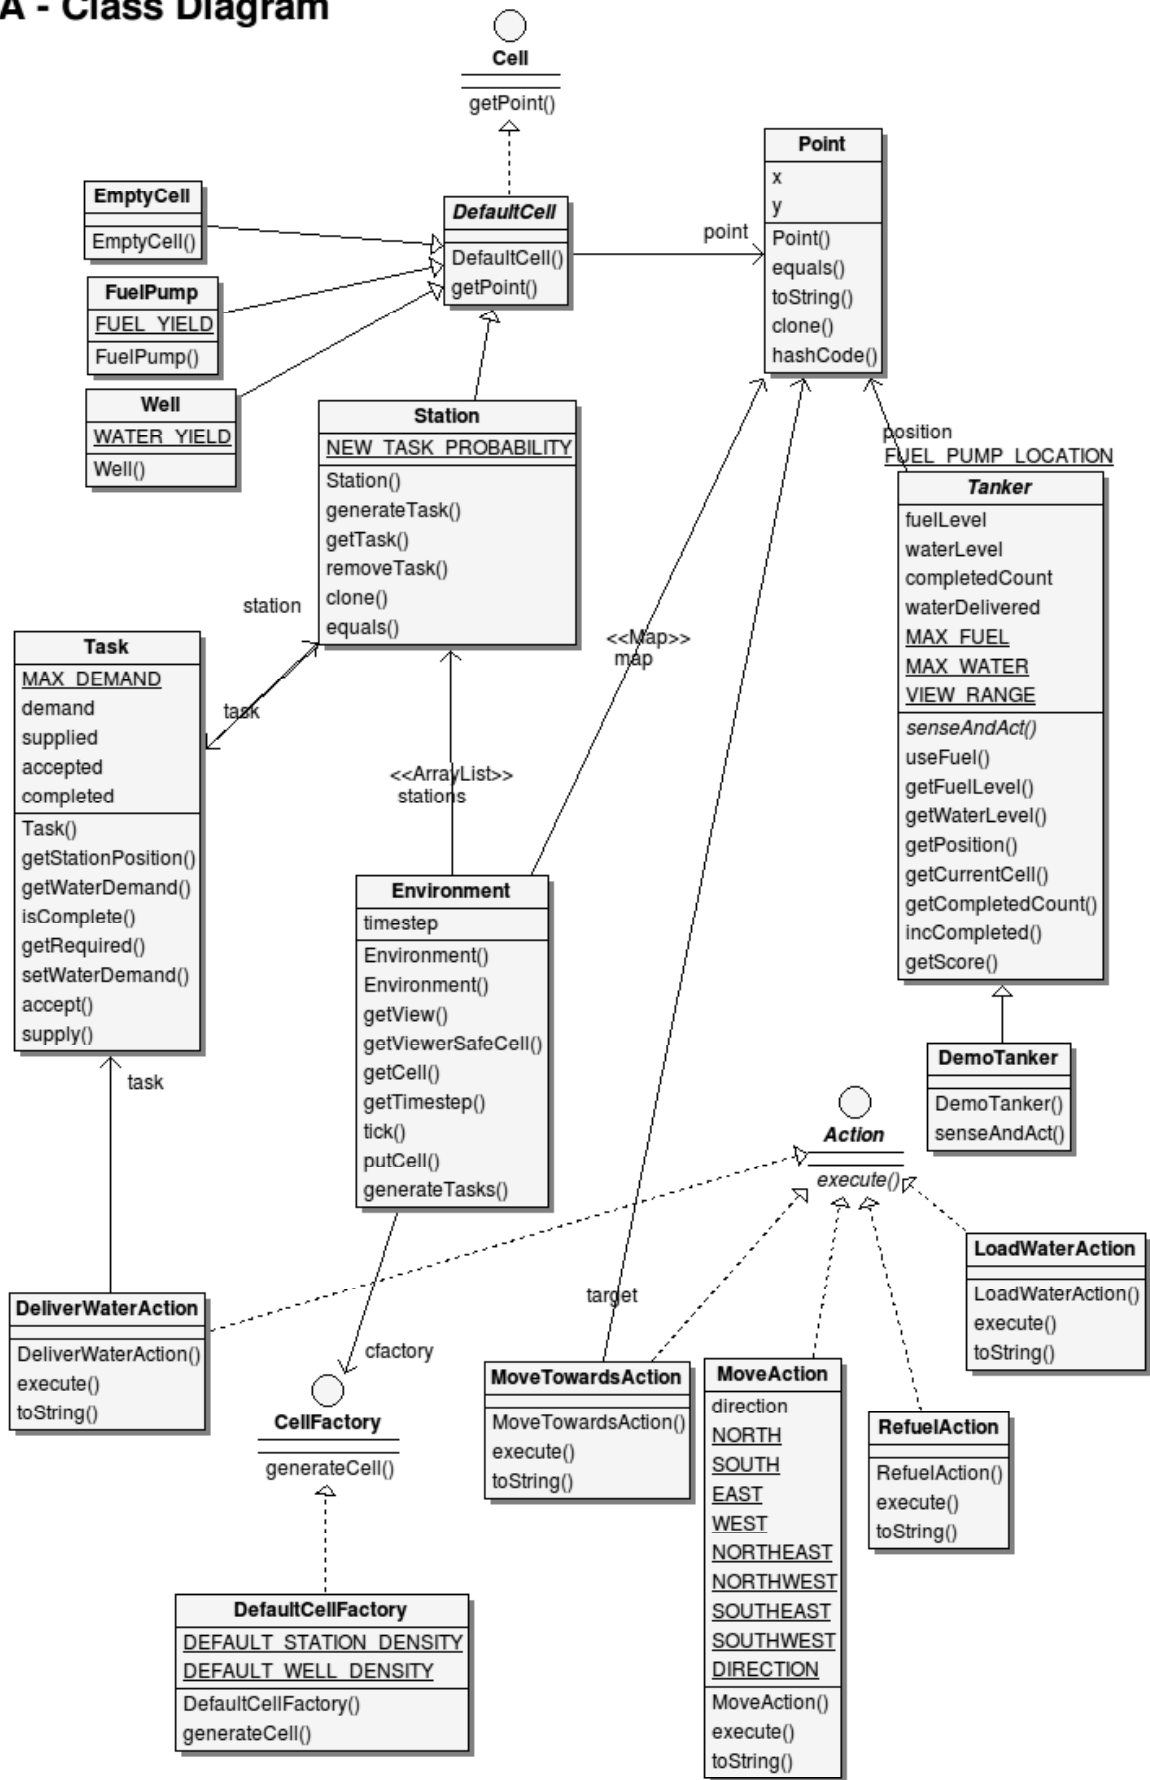 A - Class Diagram
Cell
getPoint()
Point
x
y
Point()
equals()
toString()
clone()
hashCode()
EmptyCell
EmptyCell()
DefaultCell
DefaultCell()
getPoint()
point
FuelPump
FUEL_YIELD
FuelPump()
Well
WATER_YIELD
Well()
Station
NEW_TASK_PROBABILITY
Station()
generateTask()
getTask()
removeTask()
clone()
equals()
position
FUEL_PUMP_LOCATION
Tanker
fuelLevel
waterLevel
completedCount
waterDelivered
MAX_FUEL
MAX_WATER
VIEW_RANGE
senseAndAct()
useFuel()
getFuelLevel()
getWaterLevel()
getPosition()
getCurrentCell()
getCompletedCount()
incCompleted()
getScore()
station
task
<<Map>>
map
Task
MAX_DEMAND
demand
supplied
accepted
completed
Task()
getStationPosition()
getWaterDemand()
isComplete()
getRequired()
setWaterDemand()
accept()
supply()
<<ArrayList>>
stations
Environment
timestep
Environment()
Environment()
getView()
getViewerSafeCell()
getCell()
getTimestep()
tick()
putCell()
generateTasks()
task
DemoTanker
DemoTanker()
senseAndAct()
Action
execute()
LoadWaterAction
LoadWaterAction()
execute()
toString()
DeliverWaterAction
DeliverWaterAction()
execute()
toString()
target
cfactory
CellFactory
generateCell()
MoveTowardsAction
MoveTowardsAction()
execute()
toString()
MoveAction
direction
NORTH
SOUTH
EAST
WEST
NORTHEAST
NORTHWEST
SOUTHEAST
SOUTHWEST
DIRECTION
MoveAction()
execute()
toString()
RefuelAction
RefuelAction()
execute()
toString()
DefaultCellFactory
DEFAULT_STATION_DENSITY
DEFAULT_WELL_DENSITY
DefaultCellFactory()
generateCell()